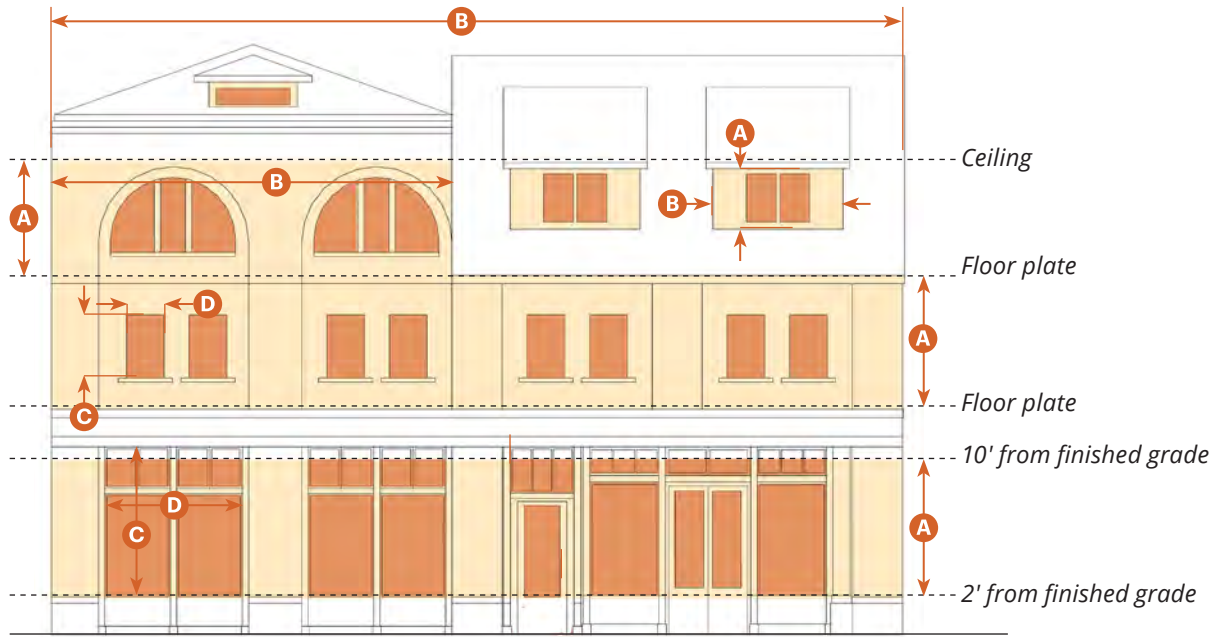 B
A
Ceiling
B
A
B
Floor plate
D
A
C
Floor plate
10' from finished grade
D
A
C
2' from finished grade